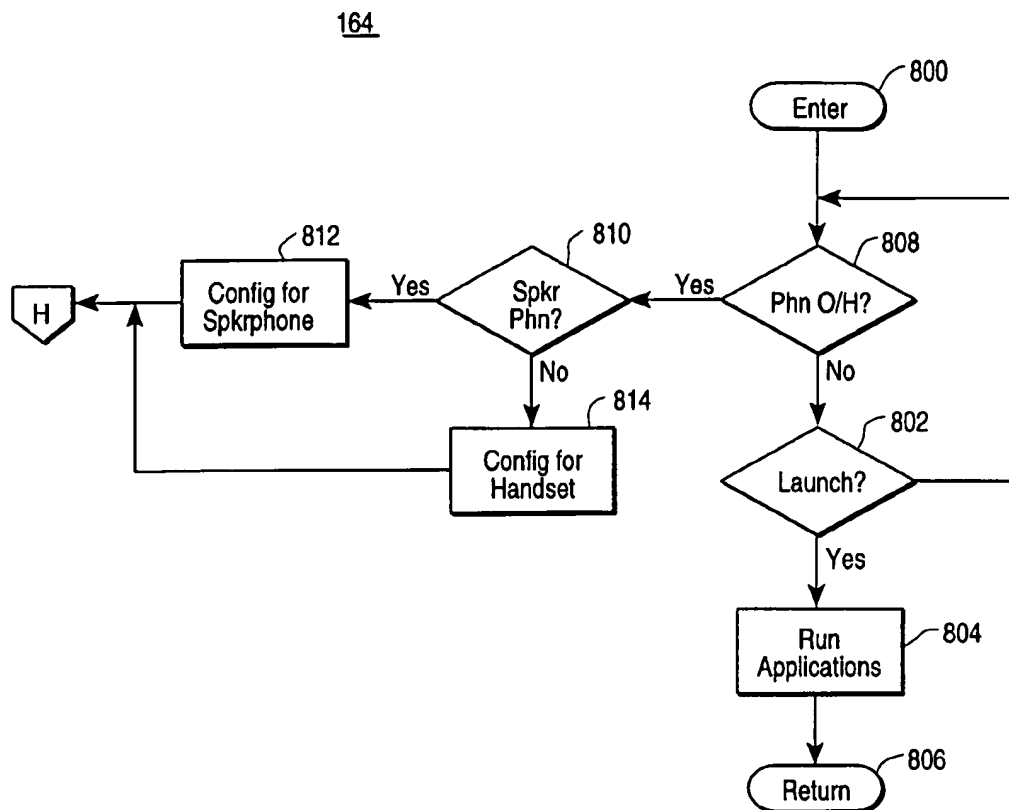 164
800
Enter
812
810
808
H
Config for
Spkrphone
Yes
Spkr
Phn?
Yes
Phn O/H?
No
No
814
802
Config for
Handset
Launch?
Yes
Run
Applications
804
Return
806